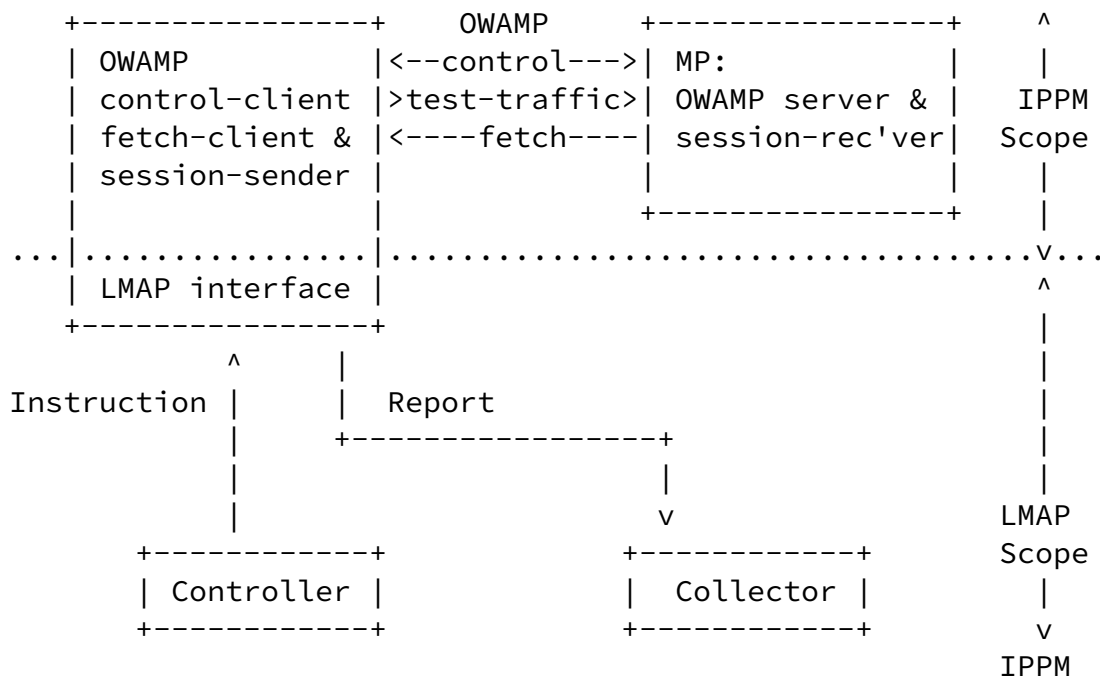 +----------------+   OWAMP    +----------------+     ^
| OWAMP          |<--control--->| MP:            |     |
| control-client |>test-traffic>| OWAMP server & |    IPPM
| fetch-client & |<----fetch----| session-rec'ver|   Scope
| session-sender |              |                |     |
|                |              +----------------+     |
...|................|.......................................v...
| LMAP interface |                                     ^
+----------------+                                     |
^    |                                          |
Instruction |    |  Report                                  |
|    +-----------------+                        |
|                      |                        |
|                      v                      LMAP
+------------+          +------------+        Scope
| Controller |          |  Collector |          |
+------------+          +------------+          v
IPPM